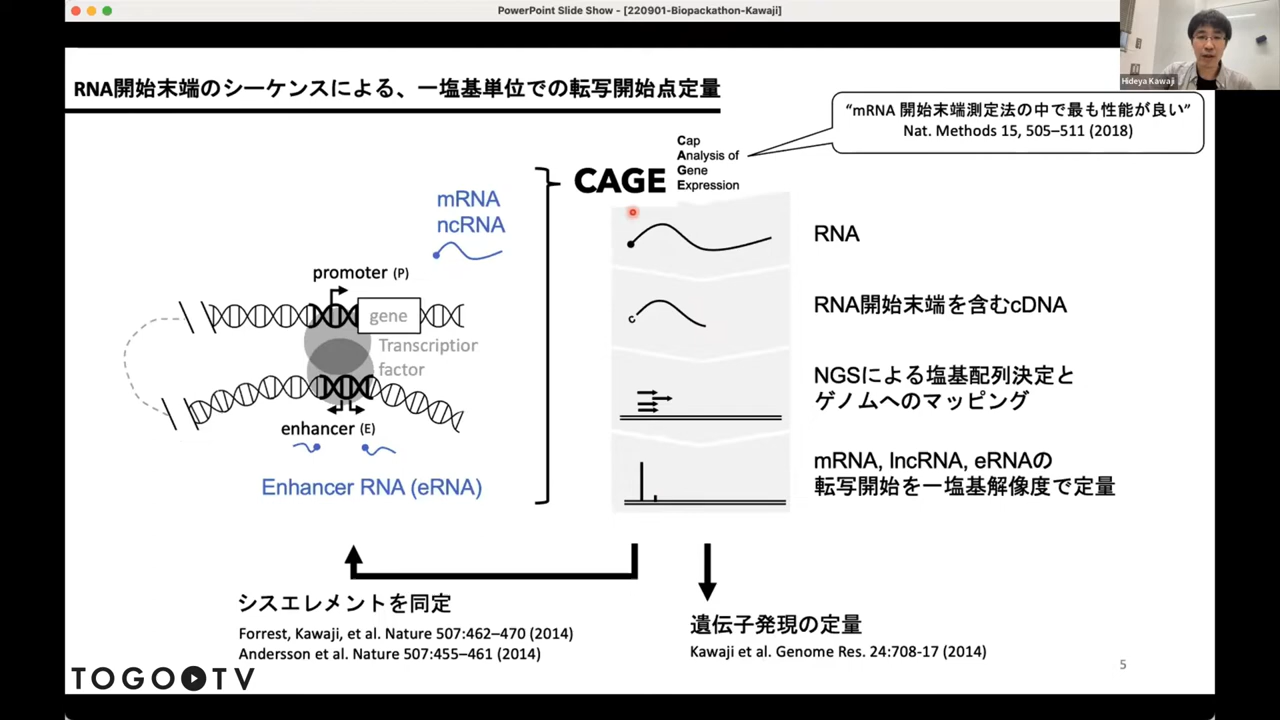 PowerPoint Slide Show - [220901-Biopackathon-Kawaji]
Hideya Kawaji
RNA開始末端のシーケンスによる、一塩基単位での転写開始点定量
“mRNA 開始末端測定法の中で最も性能が良い”
Nat. Methods 15, 505–511 (2018)
CAGE
Cap
Analysis of
Gene
Expression
mRNA
ncRNA
promoter (P)
gene
Transcriptior
factor
enhancer (E)
Enhancer RNA (eRNA)
RNA
RNA開始末端を含むcDNA
NGSによる塩基配列決定と
ゲノムへのマッピング
mRNA, lncRNA, eRNAの
転写開始を一塩基解像度で定量
シスエレメントを同定
Forrest, Kawaji, et al. Nature 507:462–470 (2014)
Andersson et al. Nature 507:455–461 (2014)
遺伝子発現の定量
Kawaji et al. Genome Res. 24:708-17 (2014)
5
TOGO TV